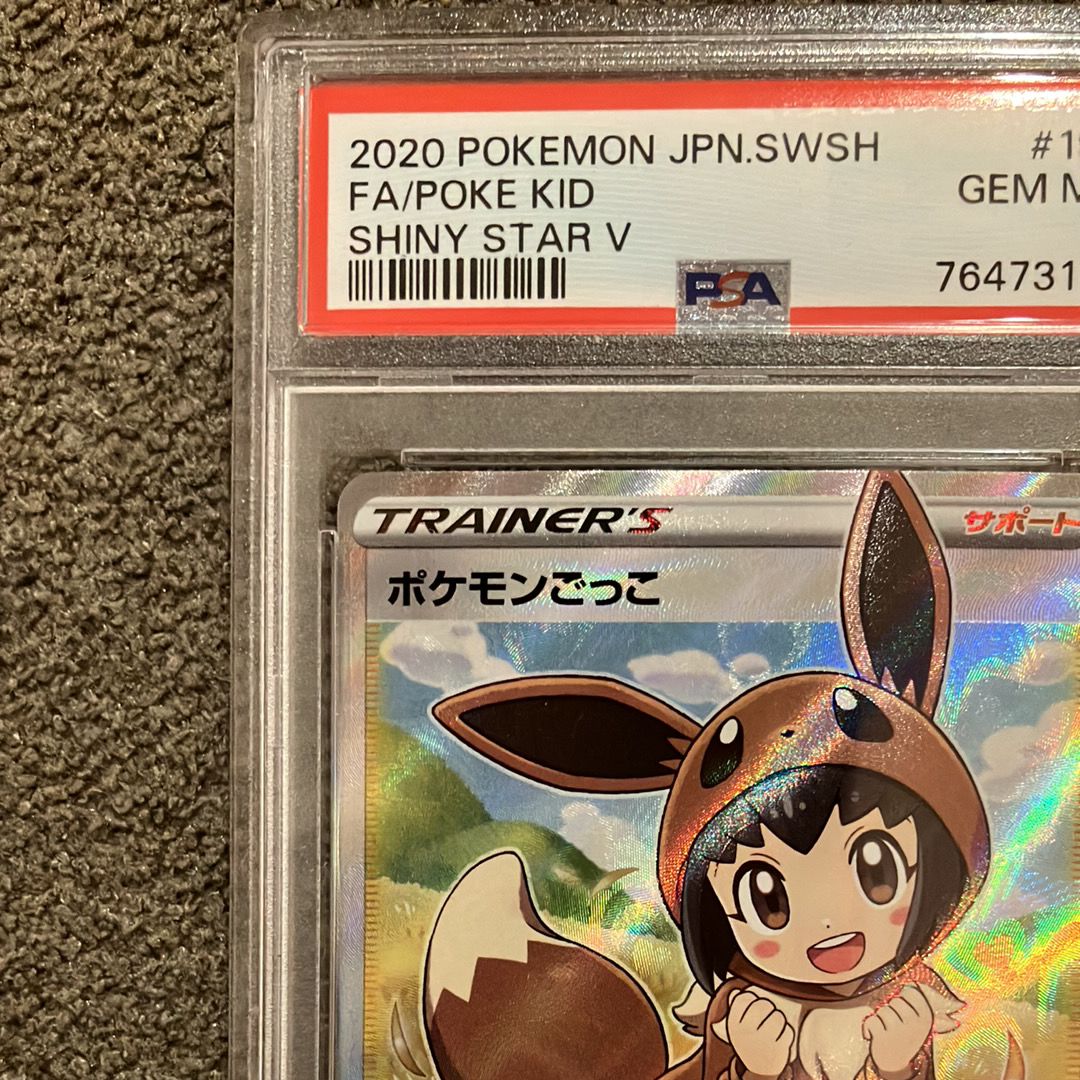 2020 POKEMON JPN.SWSH
FA/POKE KID
GEM M
SHINY STAR V
PSA
764731
TRAINER'S
サポート
ポケモンごっこ